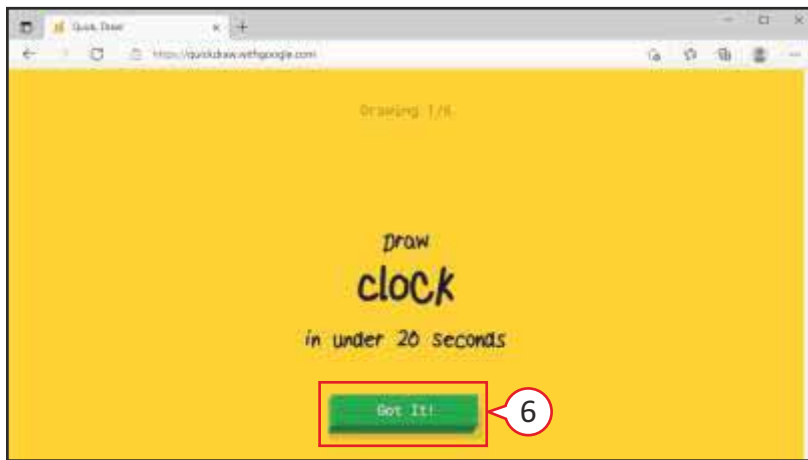 Quick, Draw!
https://quickdraw.withgoogle.com
Drawing 1/6
Draw
clock
in under 20 seconds
Got It!
6